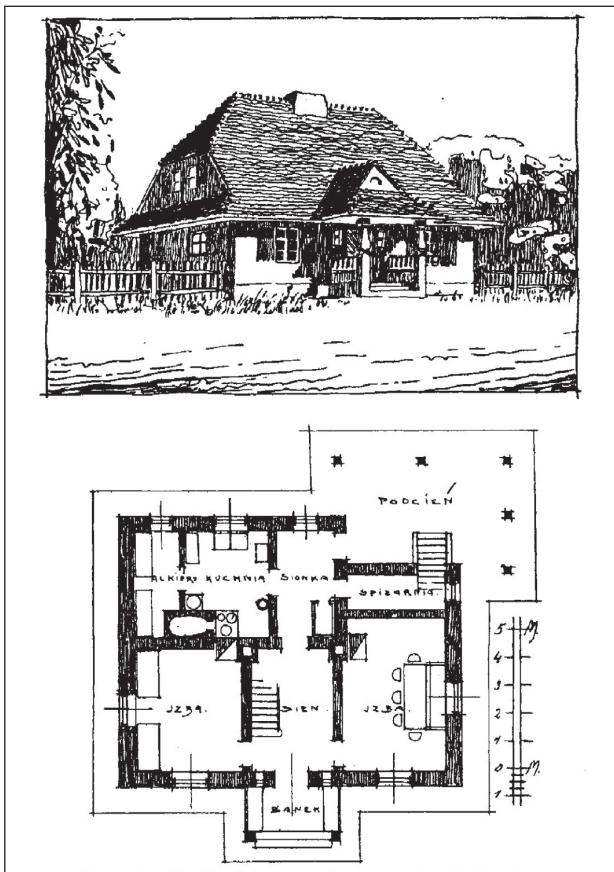 PODCIEŃ
ALKIERZ KUCHNIA SIONKA
SPIŻARNIA.
IZBA.
SIEŃ.
IZBA.
GANEK
5 M.
4
3
2
1
0 M.
1